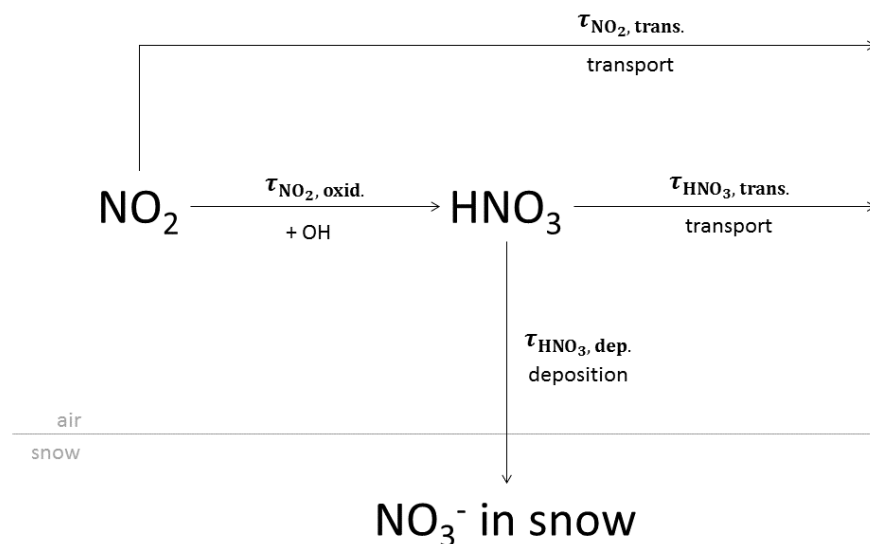 τNO₂, trans.
transport
NO₂
τNO₂, oxid.
+ OH
HNO₃
τHNO₃, trans.
transport
τHNO₃, dep.
deposition
air
snow
NO₃⁻ in snow